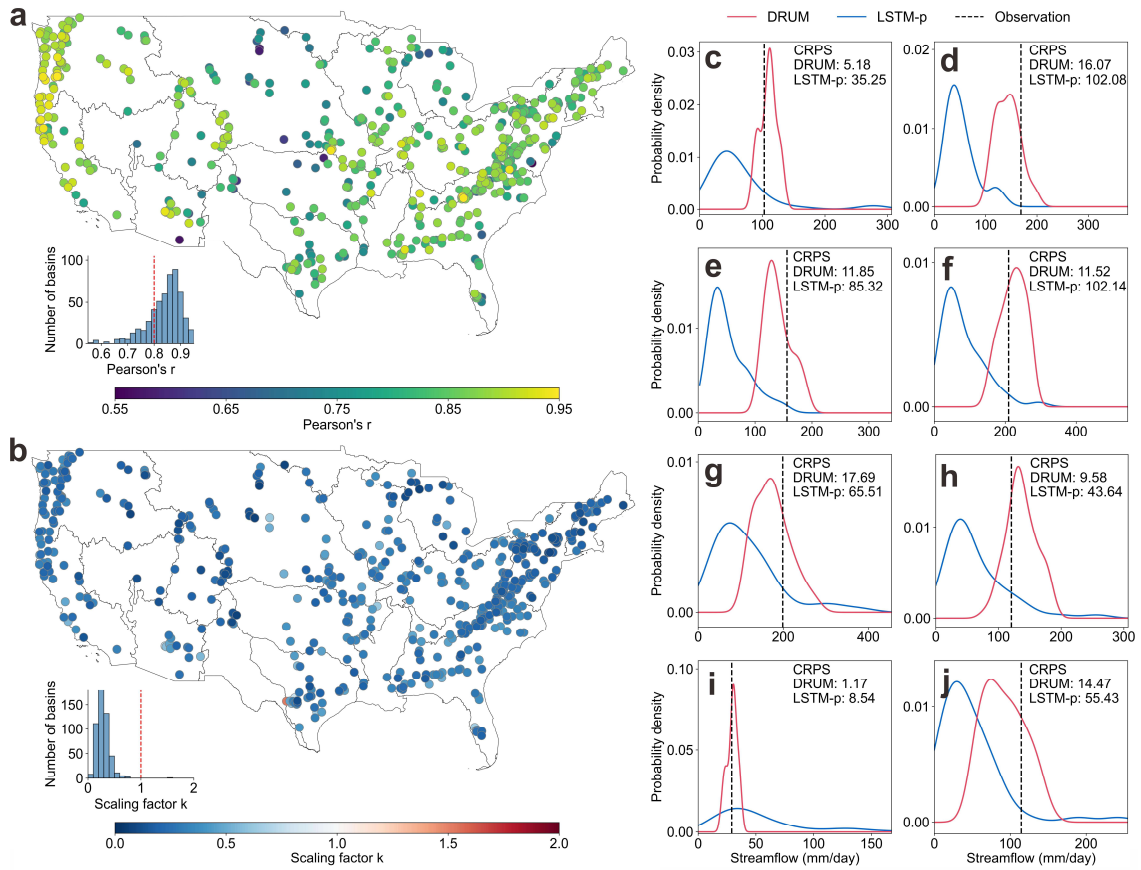 a
100
50
0
Number of basins
0.6 0.7 0.8 0.9
Pearson's r
0.55 0.65 0.75 0.85 0.95
Pearson's r
b
150
100
50
0
Number of basins
0 1 2
Scaling factor k
0.0 0.5 1.0 1.5 2.0
Scaling factor k
DRUM LSTM-p Observation
c
CRPS
DRUM: 5.18
LSTM-p: 35.25
0.03
0.02
0.01
0.00
Probability density
0 100 200 300
d
CRPS
DRUM: 16.07
LSTM-p: 102.08
0.02
0.01
0.00
0 100 200 300
e
CRPS
DRUM: 11.85
LSTM-p: 85.32
0.01
0.00
Probability density
0 100 200 300
f
CRPS
DRUM: 11.52
LSTM-p: 102.14
0.01
0.00
0 200 400
g
CRPS
DRUM: 17.69
LSTM-p: 65.51
0.01
0.00
Probability density
0 200 400
h
CRPS
DRUM: 9.58
LSTM-p: 43.64
0.01
0.00
0 100 200 300
i
CRPS
DRUM: 1.17
LSTM-p: 8.54
0.10
0.05
0.00
Probability density
0 50 100 150
Streamflow (mm/day)
j
CRPS
DRUM: 14.47
LSTM-p: 55.43
0.01
0.00
0 100 200
Streamflow (mm/day)